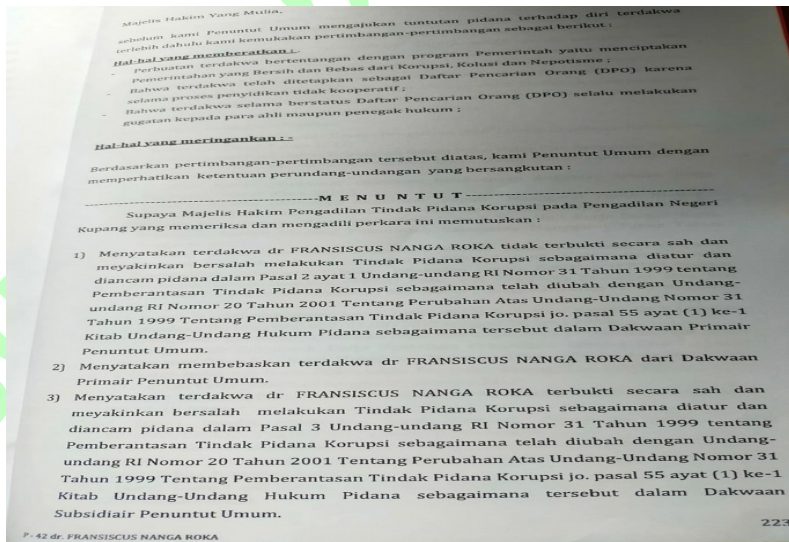 Majelis Hakim Yang Mulia,
sebelum kami Penuntut Umum mengajukan tuntutan pidana terhadap diri terdakwa
terlebih dahulu kami kemukakan pertimbangan-pertimbangan sebagai berikut :
Hal-hal yang memberatkan : -
- Perbuatan terdakwa bertentangan dengan program Pemerintah yaitu menciptakan
Pemerintahan yang Bersih dan Bebas dari Korupsi, Kolusi dan Nepotisme ;
- Bahwa terdakwa telah ditetapkan sebagai Daftar Pencarian Orang (DPO) karena
selama proses penyidikan tidak kooperatif ;
- Bahwa terdakwa selama berstatus Daftar Pencarian Orang (DPO) selalu melakukan
gugatan kepada para ahli maupun penegak hukum ;
Hal-hal yang meringankan : -
Berdasarkan pertimbangan-pertimbangan tersebut diatas, kami Penuntut Umum dengan
memperhatikan ketentuan perundang-undangan yang bersangkutan :
M E N U N T U T
Supaya Majelis Hakim Pengadilan Tindak Pidana Korupsi pada Pengadilan Negeri
Kupang yang memeriksa dan mengadili perkara ini memutuskan :
1) Menyatakan terdakwa dr FRANSISCUS NANGA ROKA tidak terbukti secara sah dan
meyakinkan bersalah melakukan Tindak Pidana Korupsi sebagaimana diatur dan
diancam pidana dalam Pasal 2 ayat 1 Undang-undang RI Nomor 31 Tahun 1999 tentang
Pemberantasan Tindak Pidana Korupsi sebagaimana telah diubah dengan Undang-
undang RI Nomor 20 Tahun 2001 Tentang Perubahan Atas Undang-Undang Nomor 31
Tahun 1999 Tentang Pemberantasan Tindak Pidana Korupsi jo. pasal 55 ayat (1) ke-1
Kitab Undang-Undang Hukum Pidana sebagaimana tersebut dalam Dakwaan Primair
Penuntut Umum.
2) Menyatakan membebaskan terdakwa dr FRANSISCUS NANGA ROKA dari Dakwaan
Primair Penuntut Umum.
3) Menyatakan terdakwa dr FRANSISCUS NANGA ROKA terbukti secara sah dan
meyakinkan bersalah melakukan Tindak Pidana Korupsi sebagaimana diatur dan
diancam pidana dalam Pasal 3 Undang-undang RI Nomor 31 Tahun 1999 tentang
Pemberantasan Tindak Pidana Korupsi sebagaimana telah diubah dengan Undang-
undang RI Nomor 20 Tahun 2001 Tentang Perubahan Atas Undang-Undang Nomor 31
Tahun 1999 Tentang Pemberantasan Tindak Pidana Korupsi jo. pasal 55 ayat (1) ke-1
Kitab Undang-Undang Hukum Pidana sebagaimana tersebut dalam Dakwaan
Subsidiair Penuntut Umum.
223
P - 42 dr. FRANSISCUS NANGA ROKA